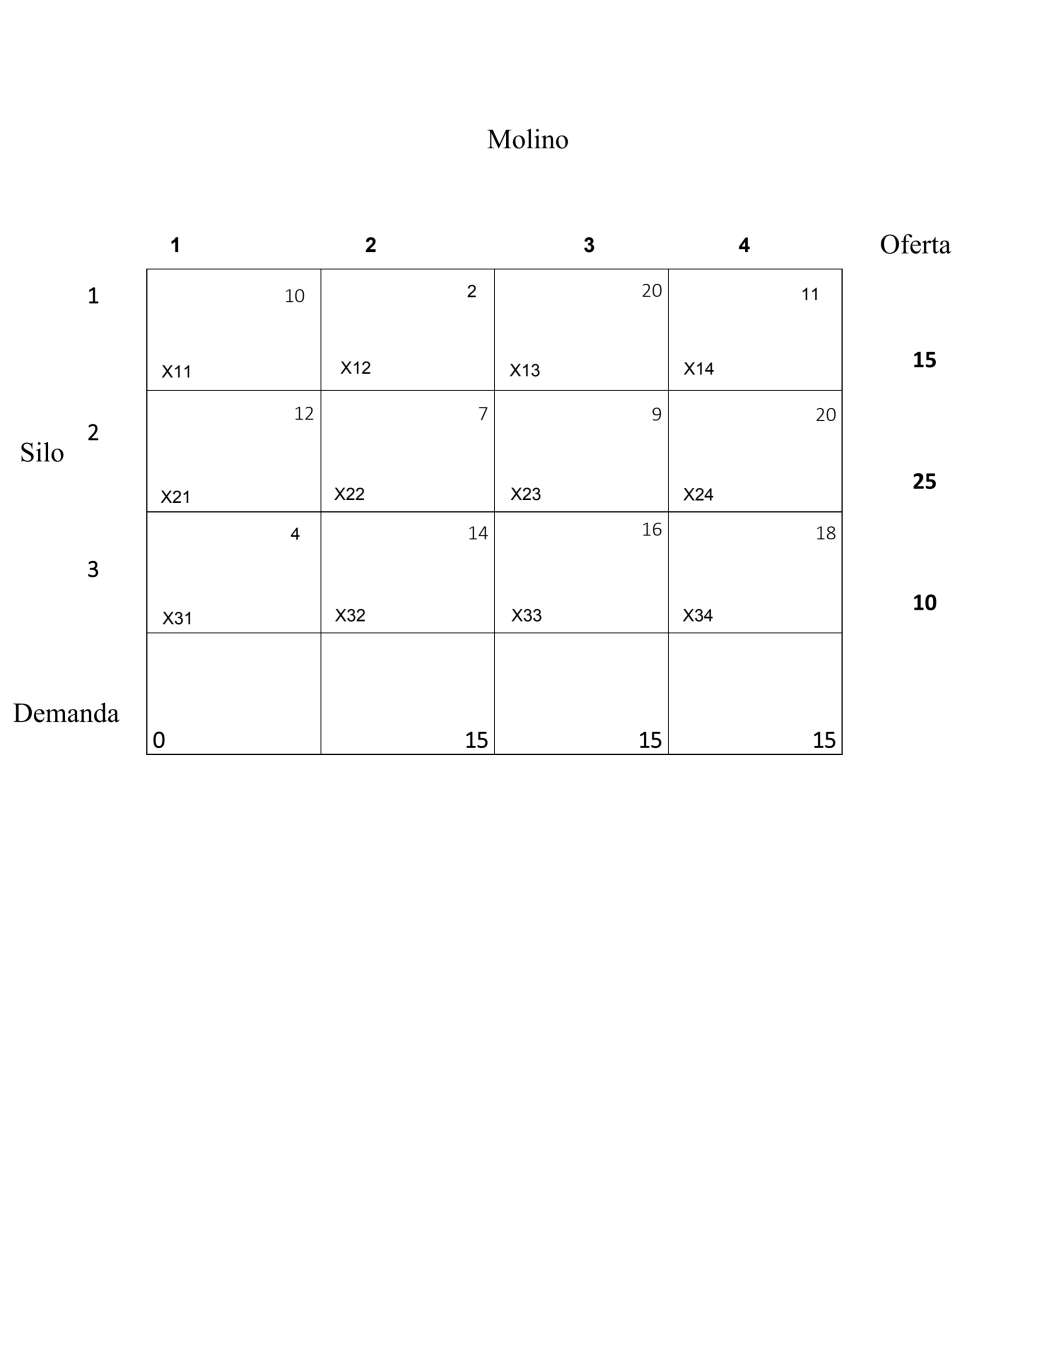 Molino
1 2 3 4 Oferta
1 10 2 20 11
X11 X12 X13 X14 15
2 12 7 9 20
Silo
X21 X22 X23 X24 25
3 4 14 16 18
X31 X32 X33 X34 10
Demanda
0 15 15 15